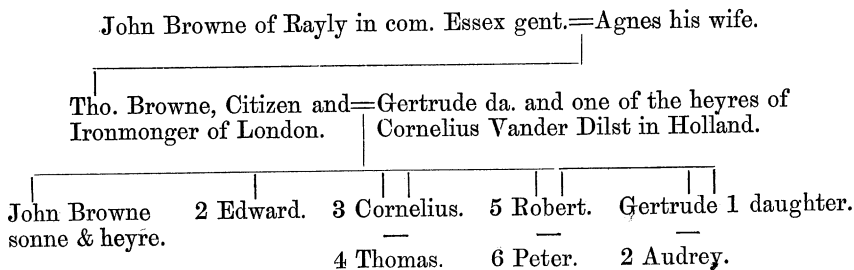 John Browne of Rayly in com. Essex gent.=Agnes his wife.
Tho. Browne, Citizen and=Gertrude da. and one of the heyres of
Ironmonger of London. Cornelius Vander Dilst in Holland.
John Browne 2 Edward. 3 Cornelius. 5 Robert. Gertrude 1 daughter.
sonne & heyre.
4 Thomas. 6 Peter. 2 Audrey.